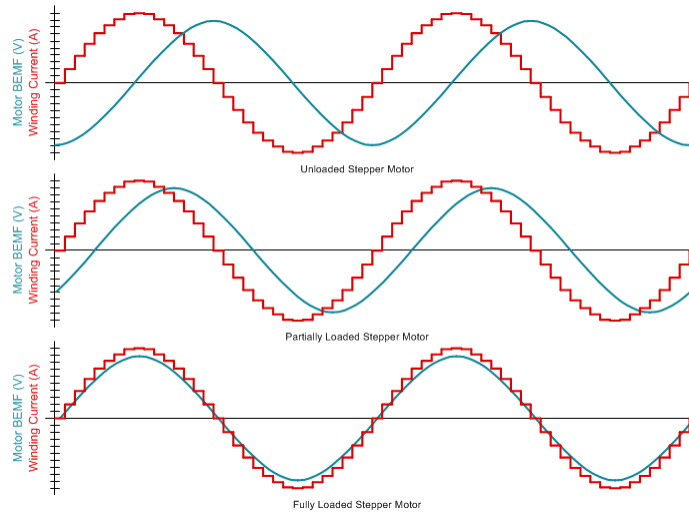 Motor BEMF (V)
Winding Current (A)
Unloaded Stepper Motor
Motor BEMF (V)
Winding Current (A)
Partially Loaded Stepper Motor
Motor BEMF (V)
Winding Current (A)
Fully Loaded Stepper Motor